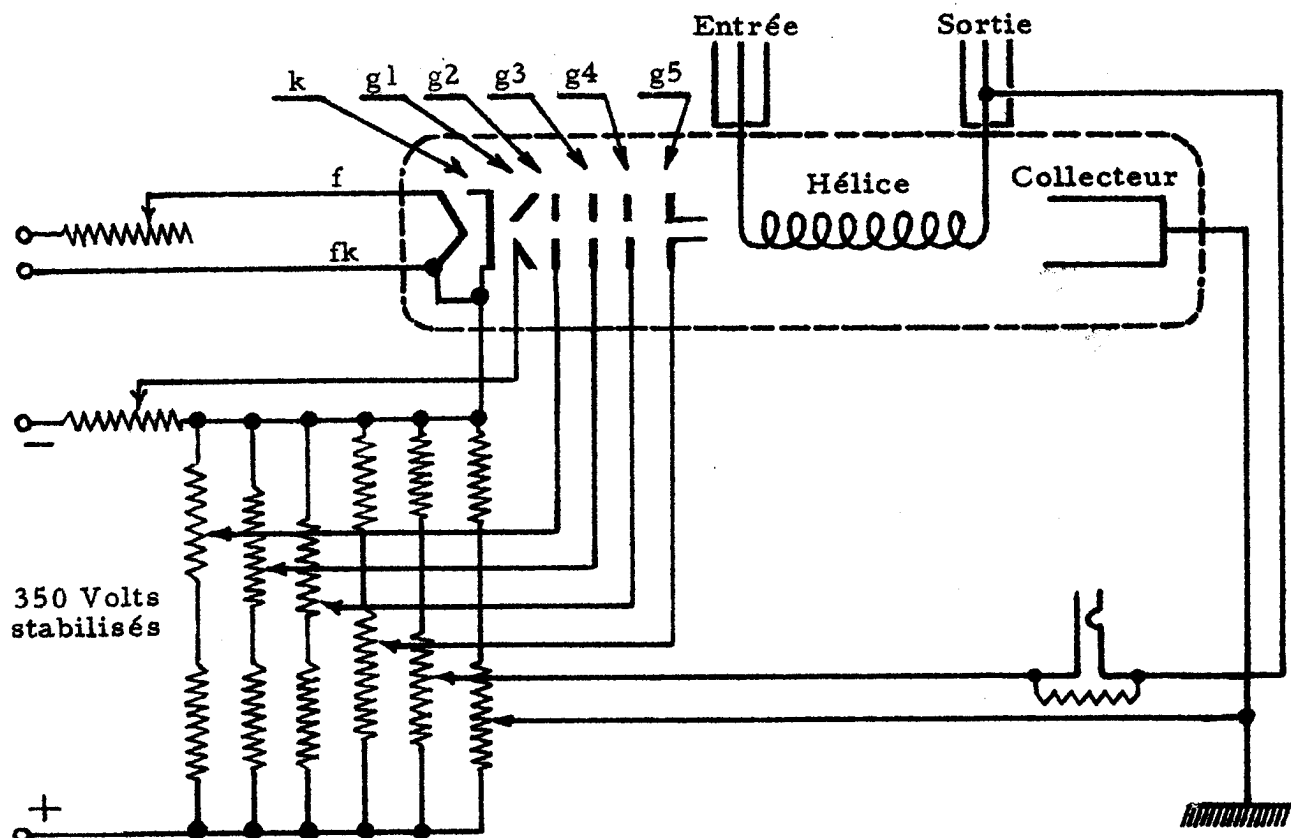 Entrée
Sortie
k
g1
g2
g3
g4
g5
f
Hélice
Collecteur
fk
−
350 Volts
stabilisés
+